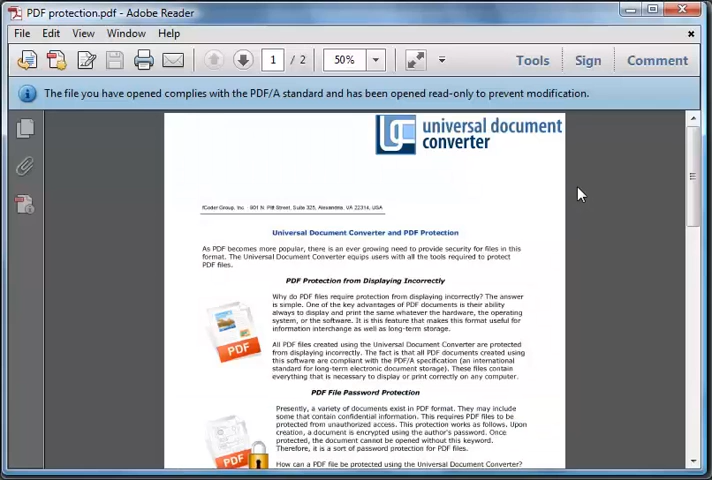 PDF protection.pdf - Adobe Reader
File Edit View Window Help
1 / 2 50% Tools Sign Comment
The file you have opened complies with the PDF/A standard and has been opened read-only to prevent modification.
universal document
converter
fCoder Group, Inc · 901 N. Pitt Street, Suite 325, Alexandria, VA 22314, USA
Universal Document Converter and PDF Protection
As PDF becomes more popular, there is an ever growing need to provide security for files in this
format. The Universal Document Converter equips users with all the tools required to protect
PDF files.
PDF Protection from Displaying Incorrectly
Why do PDF files require protection from displaying incorrectly? The answer
is simple. One of the key advantages of PDF documents is their ability
always to display and print the same whatever the hardware, the operating
system, or the software. It is this feature that makes this format useful for
information interchange as well as long-term storage.
PDF
All PDF files created using the Universal Document Converter are protected
from displaying incorrectly. The fact is that all PDF documents created using
this software are compliant with the PDF/A specification (an international
standard for long-term electronic document storage). These files contain
everything that is necessary to display or print correctly on any computer.
PDF File Password Protection
Presently, a variety of documents exist in PDF format. They may include
some that contain confidential information. This requires PDF files to be
protected from unauthorized access. This protection works as follows. Upon
creation, a document is encrypted using the author's password. Once
protected, the document cannot be opened without this keyword.
Therefore, it is a sort of password protection for PDF files.
PDF
How can a PDF file be protected using the Universal Document Converter?